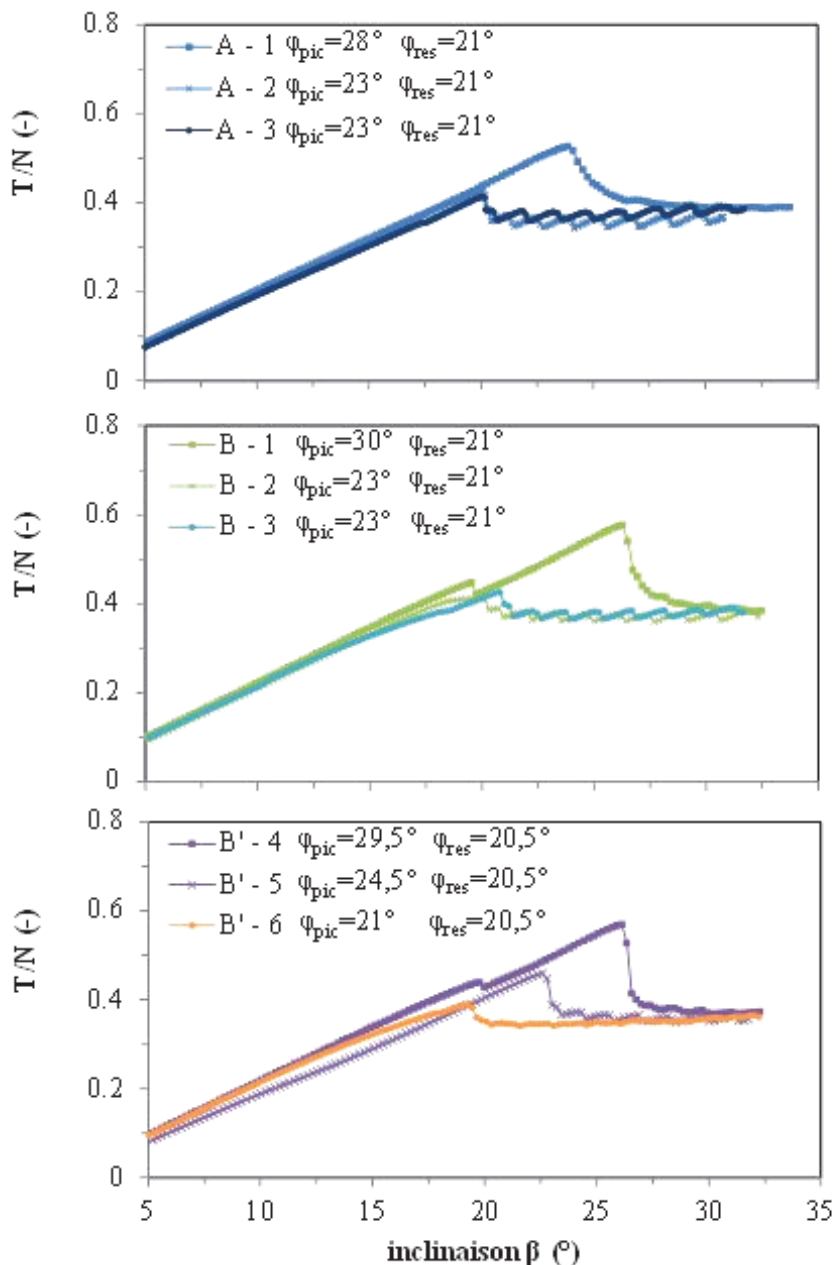 0.8
0.6
0.4
0.2
0
T/N (-)
A - 1 φpic=28° φres=21°
A - 2 φpic=23° φres=21°
A - 3 φpic=23° φres=21°
0.8
0.6
0.4
0.2
0
T/N (-)
B - 1 φpic=30° φres=21°
B - 2 φpic=23° φres=21°
B - 3 φpic=23° φres=21°
0.8
0.6
0.4
0.2
0
T/N (-)
B' - 4 φpic=29,5° φres=20,5°
B' - 5 φpic=24,5° φres=20,5°
B' - 6 φpic=21° φres=20,5°
5 10 15 20 25 30 35
inclinaison β (°)